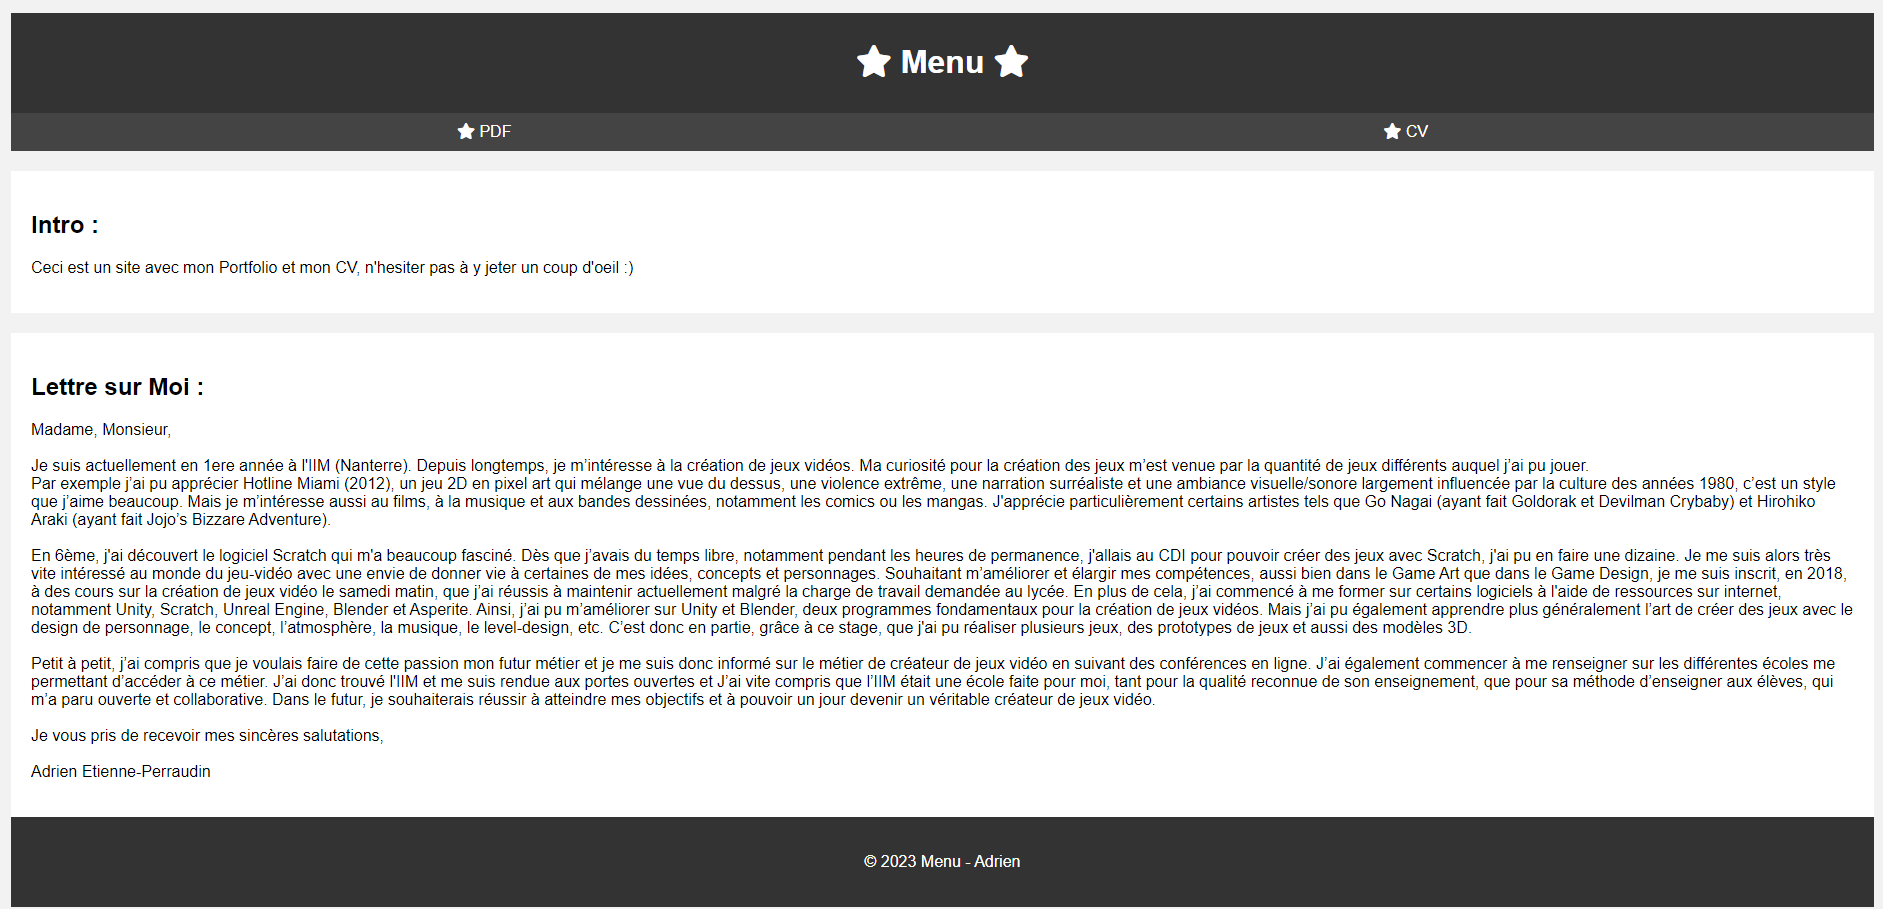 Menu
PDF
CV
Intro :
Ceci est un site avec mon Portfolio et mon CV, n'hesiter pas à y jeter un coup d'oeil :)
Lettre sur Moi :
Madame, Monsieur,
Je suis actuellement en 1ere année à l'IIM (Nanterre). Depuis longtemps, je m’intéresse à la création de jeux vidéos. Ma curiosité pour la création des jeux m’est venue par la quantité de jeux différents auquel j’ai pu jouer.
Par exemple j’ai pu apprécier Hotline Miami (2012), un jeu 2D en pixel art qui mélange une vue du dessus, une violence extrême, une narration surréaliste et une ambiance visuelle/sonore largement influencée par la culture des années 1980, c’est un style
que j’aime beaucoup. Mais je m’intéresse aussi au films, à la musique et aux bandes dessinées, notamment les comics ou les mangas. J'apprécie particulièrement certains artistes tels que Go Nagai (ayant fait Goldorak et Devilman Crybaby) et Hirohiko
Araki (ayant fait Jojo’s Bizzare Adventure).
En 6ème, j'ai découvert le logiciel Scratch qui m'a beaucoup fasciné. Dès que j’avais du temps libre, notamment pendant les heures de permanence, j'allais au CDI pour pouvoir créer des jeux avec Scratch, j'ai pu en faire une dizaine. Je me suis alors très
vite intéressé au monde du jeu-vidéo avec une envie de donner vie à certaines de mes idées, concepts et personnages. Souhaitant m’améliorer et élargir mes compétences, aussi bien dans le Game Art que dans le Game Design, je me suis inscrit, en 2018,
à des cours sur la création de jeux vidéo le samedi matin, que j’ai réussis à maintenir actuellement malgré la charge de travail demandée au lycée. En plus de cela, j’ai commencé à me former sur certains logiciels à l'aide de ressources sur internet,
notamment Unity, Scratch, Unreal Engine, Blender et Asperite. Ainsi, j’ai pu m’améliorer sur Unity et Blender, deux programmes fondamentaux pour la création de jeux vidéos. Mais j’ai pu également apprendre plus généralement l’art de créer des jeux avec le
design de personnage, le concept, l’atmosphère, la musique, le level-design, etc. C’est donc en partie, grâce à ce stage, que j'ai pu réaliser plusieurs jeux, des prototypes de jeux et aussi des modèles 3D.
Petit à petit, j’ai compris que je voulais faire de cette passion mon futur métier et je me suis donc informé sur le métier de créateur de jeux vidéo en suivant des conférences en ligne. J’ai également commencer à me renseigner sur les différentes écoles me
permettant d’accéder à ce métier. J’ai donc trouvé l'IIM et me suis rendue aux portes ouvertes et J’ai vite compris que l’IIM était une école faite pour moi, tant pour la qualité reconnue de son enseignement, que pour sa méthode d’enseigner aux élèves, qui
m’a paru ouverte et collaborative. Dans le futur, je souhaiterais réussir à atteindre mes objectifs et à pouvoir un jour devenir un véritable créateur de jeux vidéo.
Je vous pris de recevoir mes sincères salutations,
Adrien Etienne-Perraudin
© 2023 Menu - Adrien